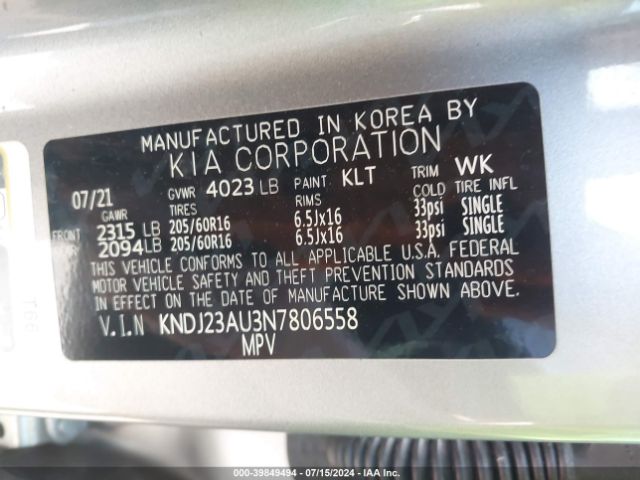 MANUFACTURED IN KOREA BY
KIA CORPORATION
07/21 GVWR 4023 LB PAINT KLT TRIM WK
GAWR TIRES RIMS COLD TIRE INFL
FRONT 2315 LB 205/60R16 6.5Jx16 33psi SINGLE
2094 LB 205/60R16 6.5Jx16 33psi SINGLE
THIS VEHICLE CONFORMS TO ALL APPLICABLE U.S.A. FEDERAL
MOTOR VEHICLE SAFETY AND THEFT PREVENTION STANDARDS
IN EFFECT ON THE DATE OF MANUFACTURE SHOWN ABOVE.
V.I.N KNDJ23AU3N7806558
MPV
000-39849494 - 07/15/2024 - IAA Inc.